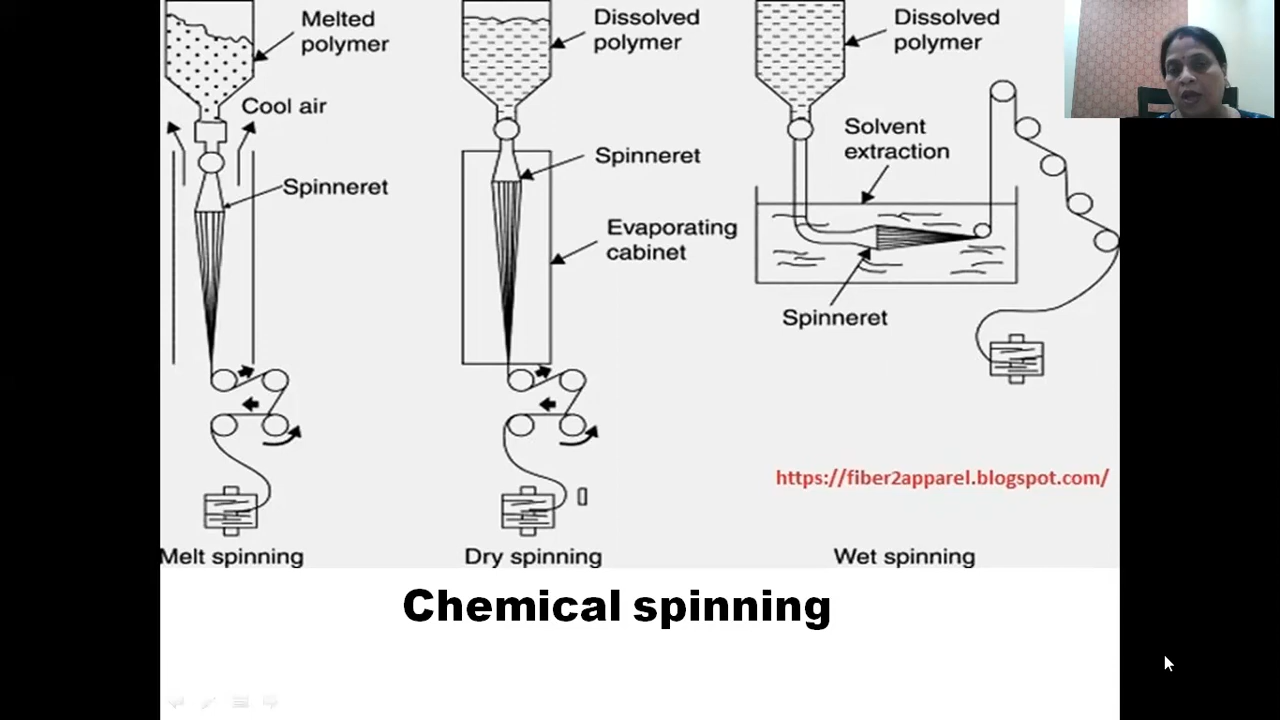 Melted
polymer
Cool air
Spinneret
Melt spinning
Dissolved
polymer
Spinneret
Evaporating
cabinet
Dry spinning
Dissolved
polymer
Solvent
extraction
Spinneret
https://fiber2apparel.blogspot.com/
Wet spinning
Chemical spinning